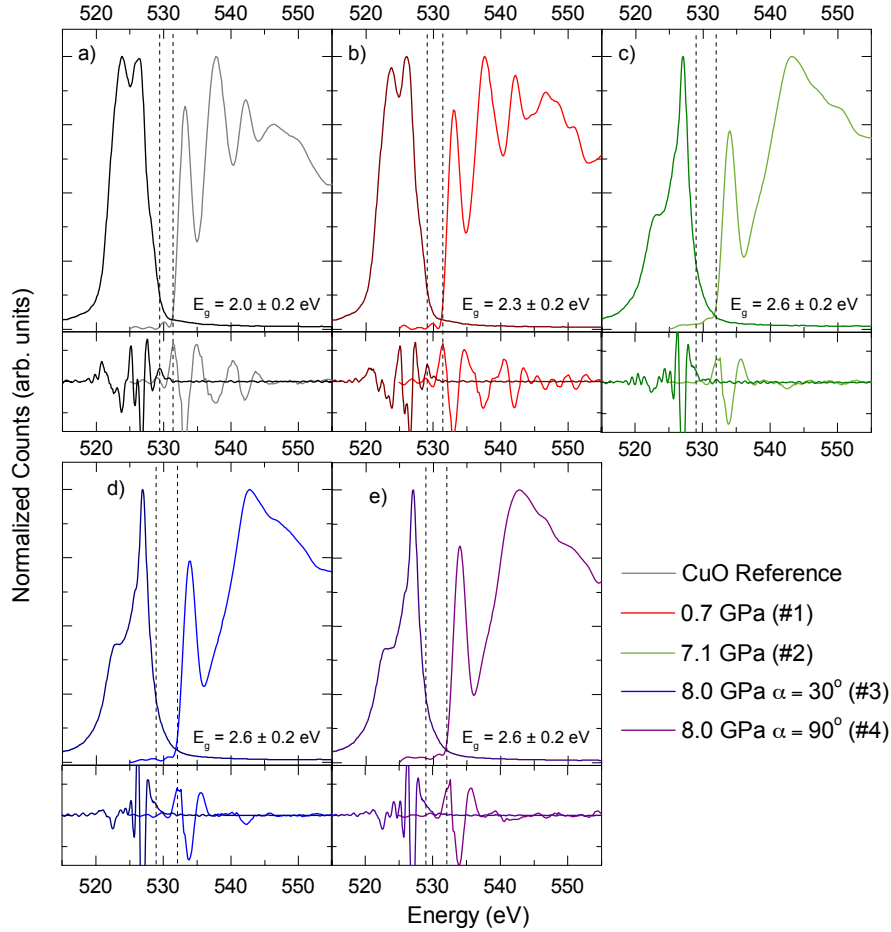 520 530 540 550 520 530 540 550 520 530 540 550
a) b) c)
E_g = 2.0 ± 0.2 eV E_g = 2.3 ± 0.2 eV E_g = 2.6 ± 0.2 eV
520 530 540 550 520 530 540 550 520 530 540 550
Normalized Counts (arb. units)
d) e)
E_g = 2.6 ± 0.2 eV E_g = 2.6 ± 0.2 eV
520 530 540 550 520 530 540 550
Energy (eV)
CuO Reference
0.7 GPa (#1)
7.1 GPa (#2)
8.0 GPa α = 30° (#3)
8.0 GPa α = 90° (#4)